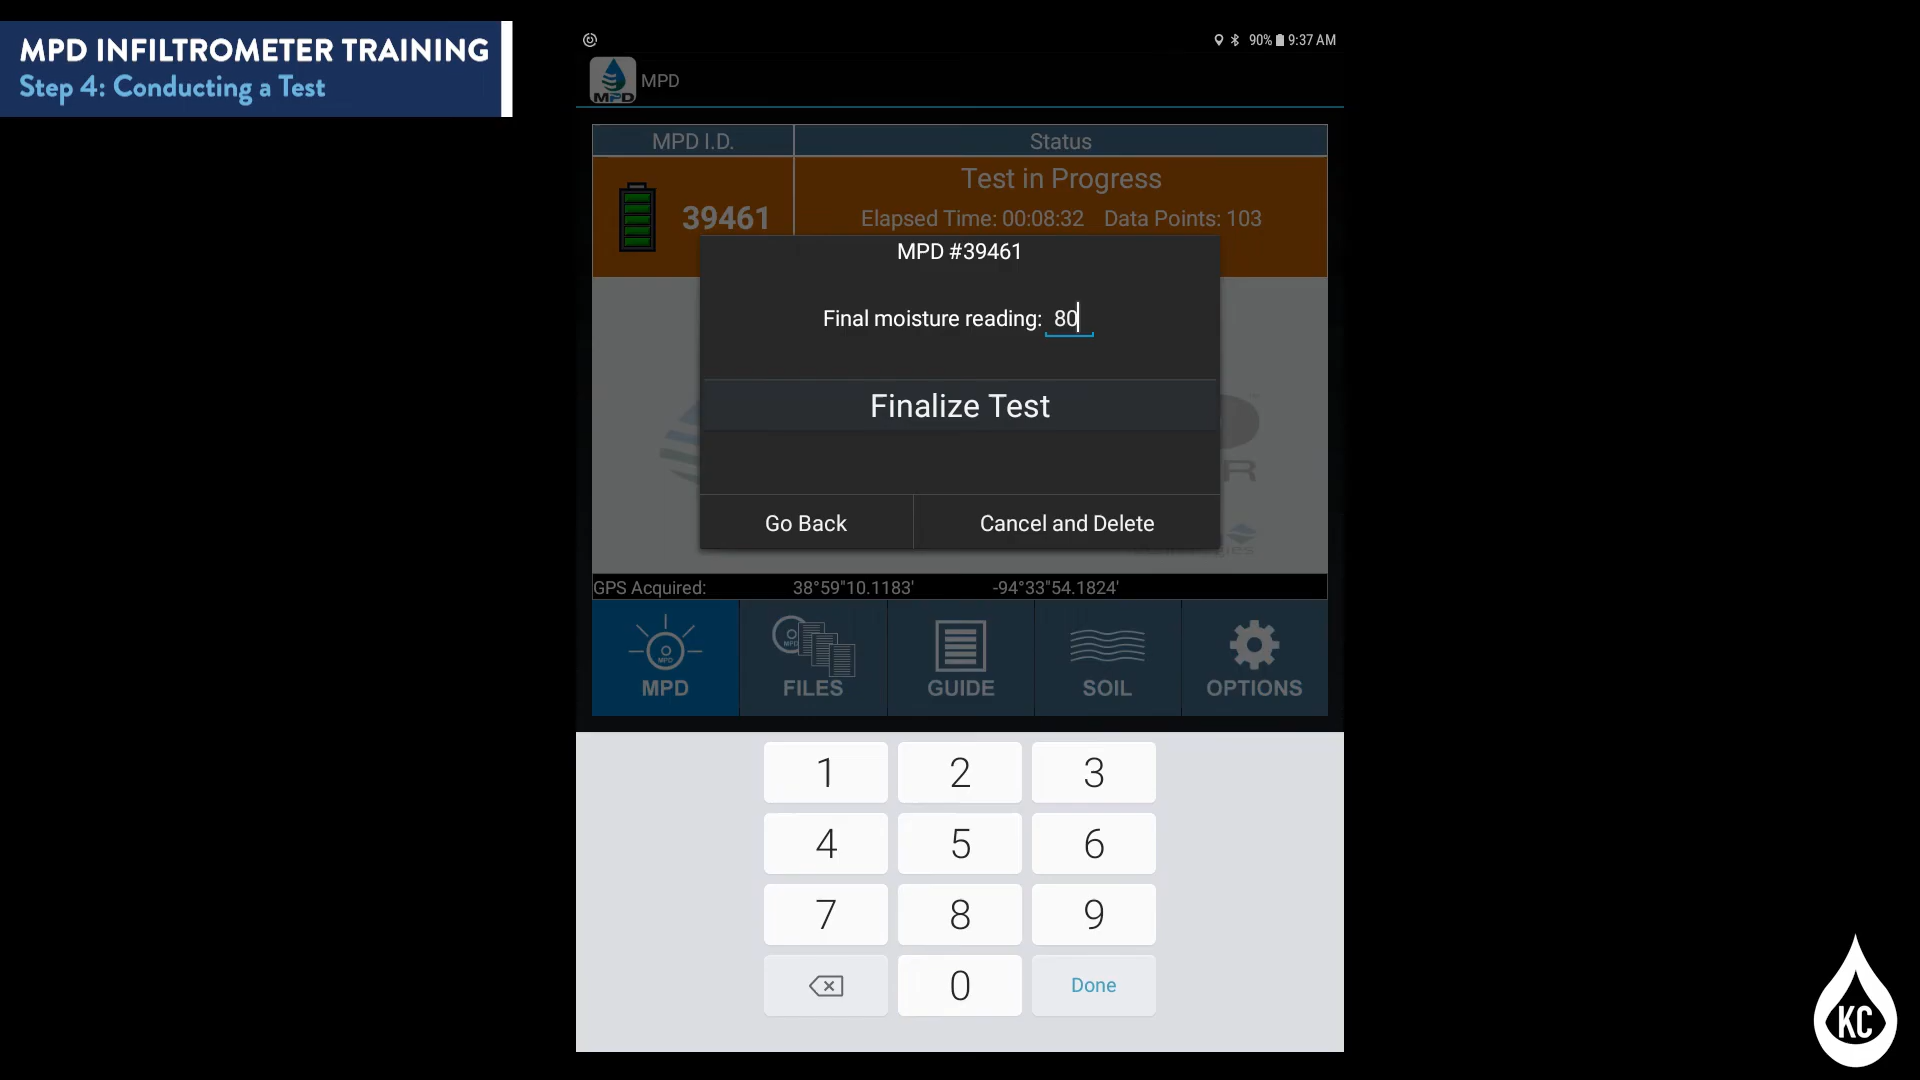 MPD INFILTROMETER TRAINING
Step 4: Conducting a Test
90% 9:37 AM
MPD
MPD
MPD I.D. Status
Test in Progress
39461 Elapsed Time: 00:08:32 Data Points: 103
MPD #39461
Final moisture reading: 80
Finalize Test
Go Back Cancel and Delete
GPS Acquired: 38°59"10.1183' -94°33"54.1824'
MPD FILES GUIDE SOIL OPTIONS
1 2 3
4 5 6
7 8 9
0 Done
KC